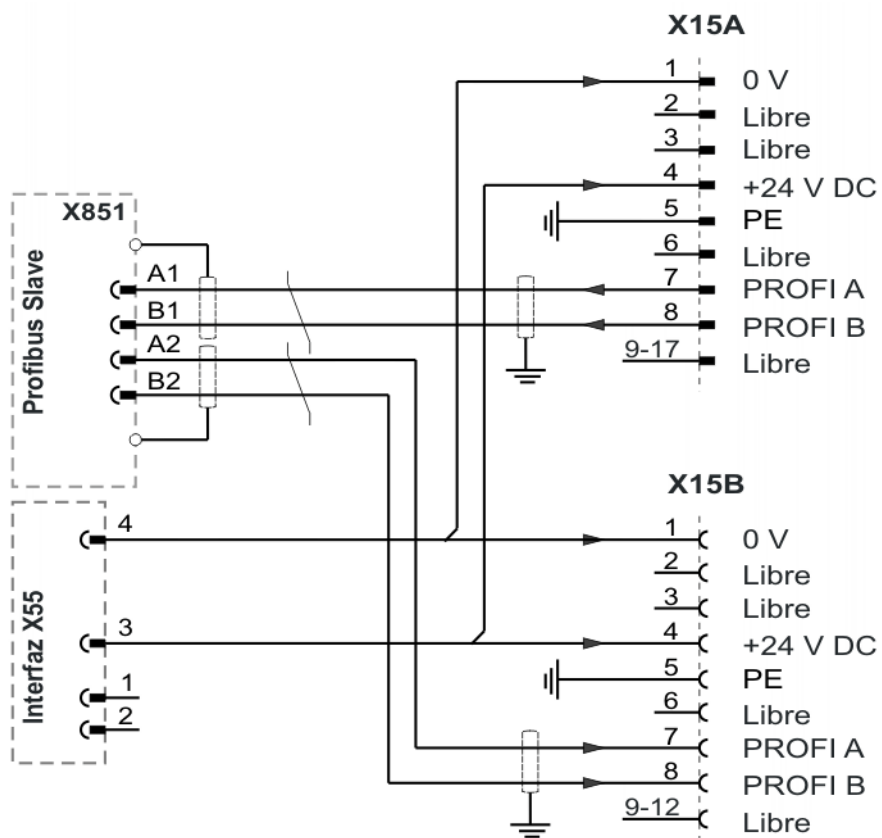 X15A
1 0 V
2 Libre
3 Libre
4 +24 V DC
5 PE
6 Libre
7 PROFI A
8 PROFI B
9-17 Libre
X851
Profibus Slave
A1
B1
A2
B2
X15B
1 0 V
2 Libre
3 Libre
4 +24 V DC
5 PE
6 Libre
7 PROFI A
8 PROFI B
9-12 Libre
Interfaz X55
4
3
1
2